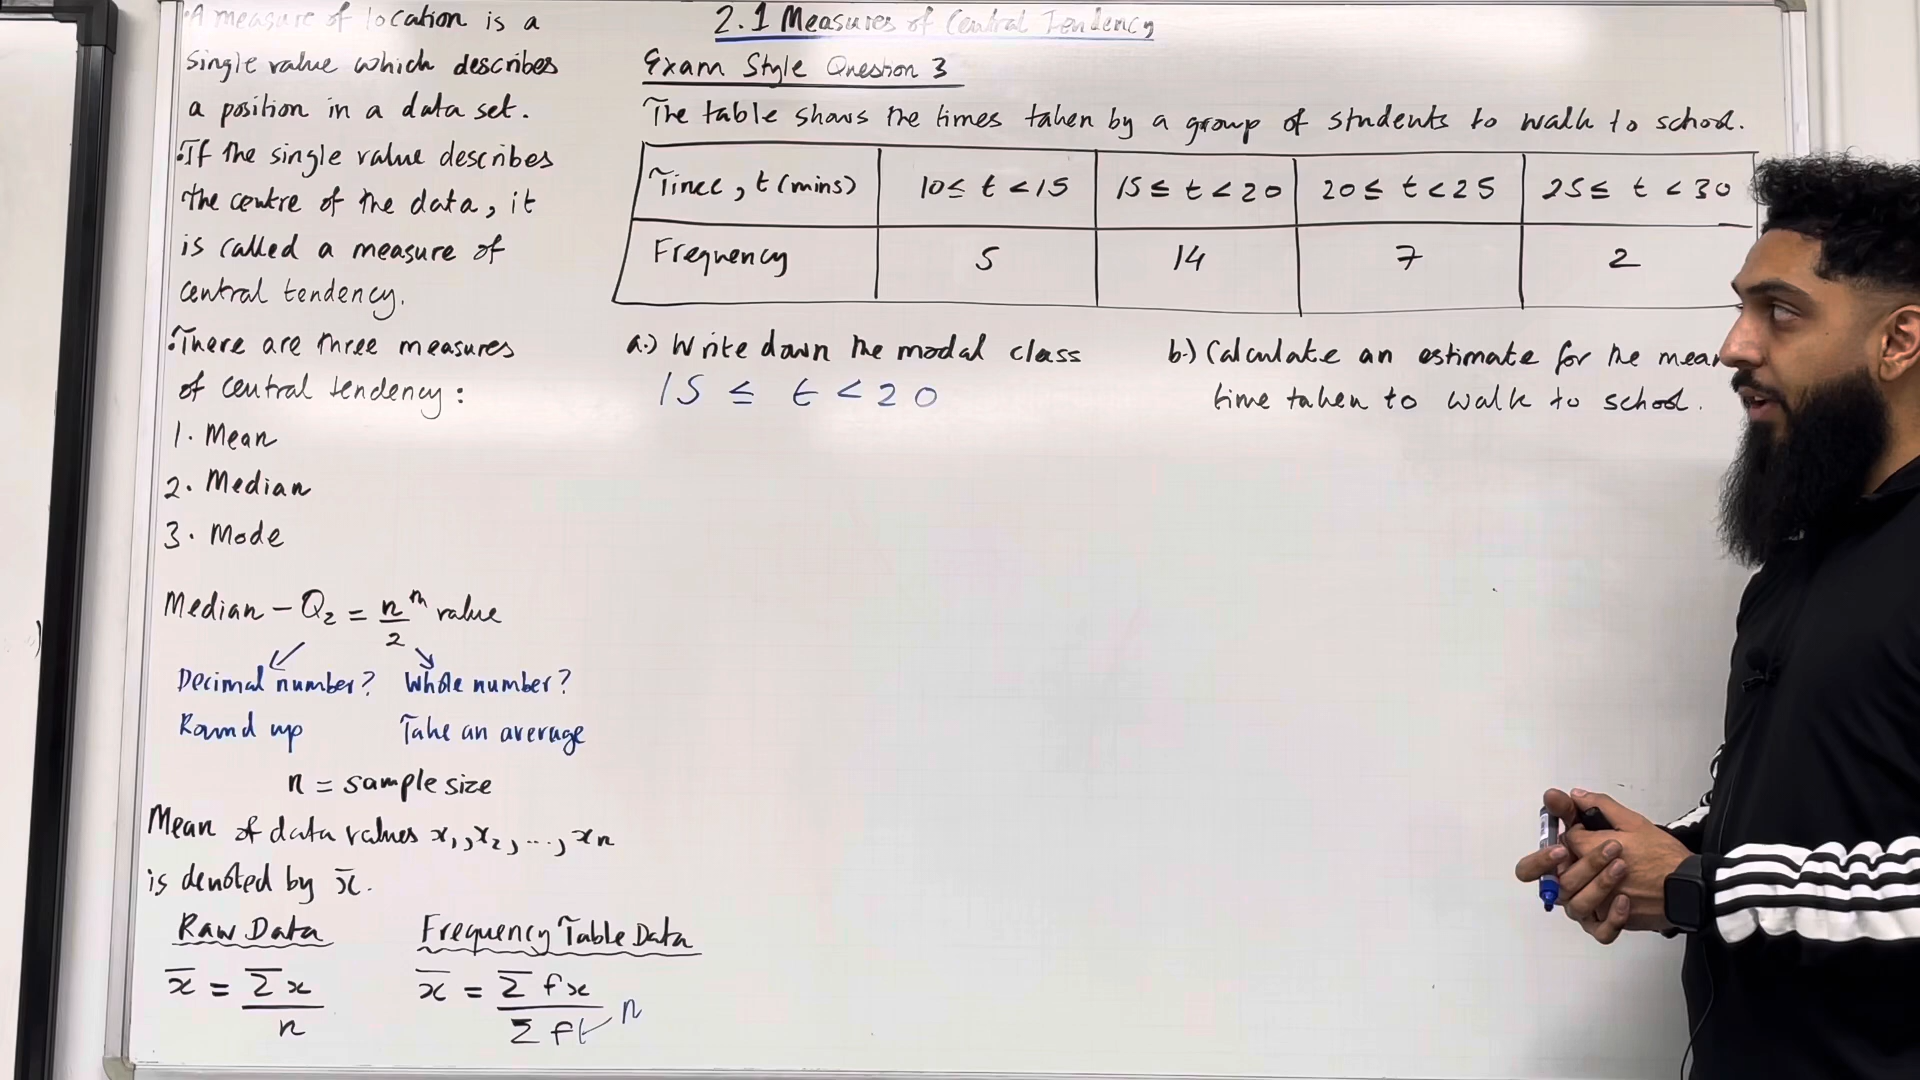 · A measure of location is a
single value which describes
a position in a data set.
· If the single value describes
the centre of the data, it
is called a measure of
central tendency.
· There are three measures
of central tendency:
1. Mean
2. Median
3. Mode
Median – Q₂ = n/2 th value
Decimal number? Whole number?
Round up Take an average
n = sample size
Mean of data values x₁, x₂, ..., xn
is denoted by x̄.
Raw Data Frequency Table Data
x̄ = Σx/n x̄ = Σfx/Σf n
2.1 Measures of Central Tendency
Exam Style Question 3
The table shows the times taken by a group of students to walk to school.
Time, t (mins) 10 ≤ t < 15 15 ≤ t < 20 20 ≤ t < 25 25 ≤ t < 30
Frequency 5 14 7 2
a.) Write down the modal class
15 ≤ t < 20
b.) Calculate an estimate for the mean
time taken to walk to school.